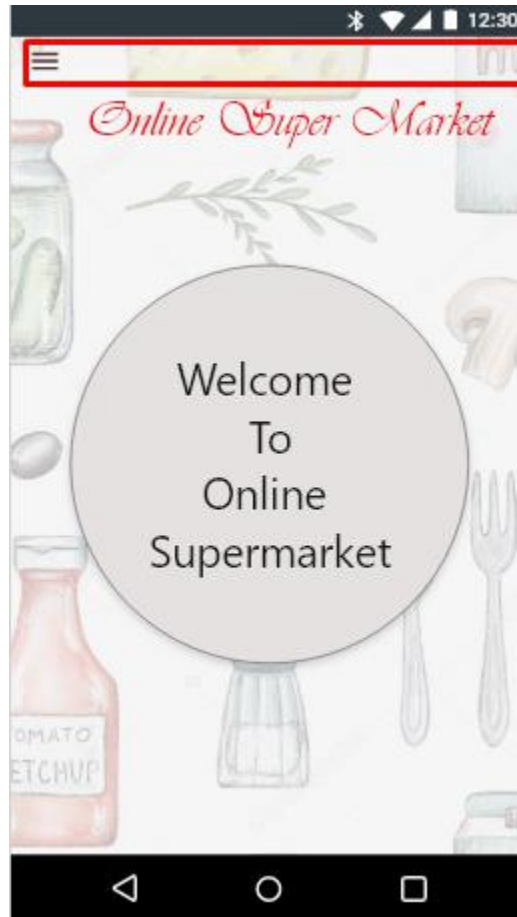 12:30
Online Super Market
Welcome
To
Online
Supermarket
OMATO
ETCHUP